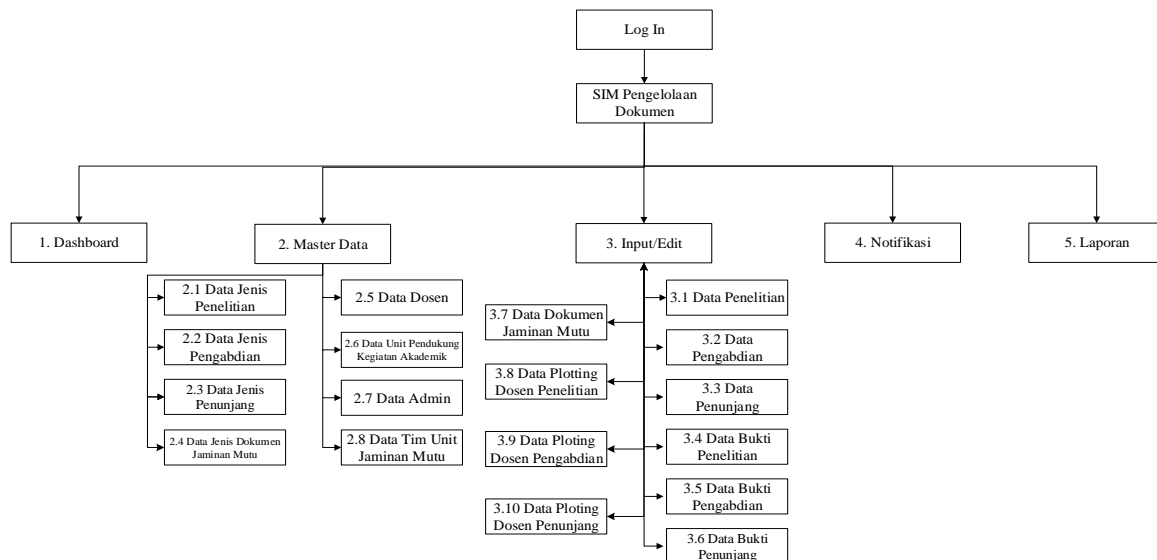 Log In
SIM Pengelolaan
Dokumen
1. Dashboard
2. Master Data
3. Input/Edit
4. Notifikasi
5. Laporan
2.1 Data Jenis
Penelitian
2.2 Data Jenis
Pengabdian
2.3 Data Jenis
Penunjang
2.4 Data Jenis Dokumen
Jaminan Mutu
2.5 Data Dosen
2.6 Data Unit Pendukung
Kegiatan Akademik
2.7 Data Admin
2.8 Data Tim Unit
Jaminan Mutu
3.7 Data Dokumen
Jaminan Mutu
3.8 Data Plotting
Dosen Penelitian
3.9 Data Ploting
Dosen Pengabdian
3.10 Data Ploting
Dosen Penunjang
3.1 Data Penelitian
3.2 Data
Pengabdian
3.3 Data
Penunjang
3.4 Data Bukti
Penelitian
3.5 Data Bukti
Pengabdian
3.6 Data Bukti
Penunjang